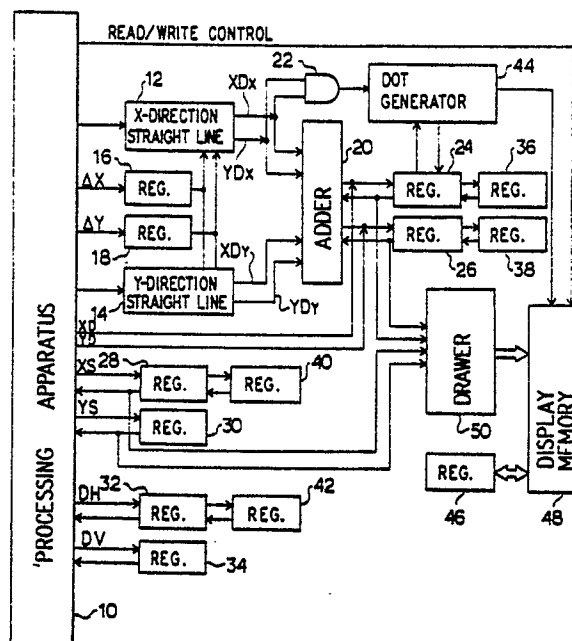 READ/WRITE CONTROL
22
44
12
XDX
X-DIRECTION
STRAIGHT LINE
YDX
DOT
GENERATOR
16
20
24
36
ΔX
REG.
ADDER
REG.
REG.
ΔY
REG.
18
XDY
REG.
REG.
26
38
Y-DIRECTION
STRAIGHT LINE
14
YDY
XD
YD
XS
28
REG.
REG.
40
YS
REG.
30
DRAWER
50
DISPLAY
MEMORY
48
REG.
46
32
42
DH
REG.
REG.
DV
REG.
34
PROCESSING APPARATUS
10